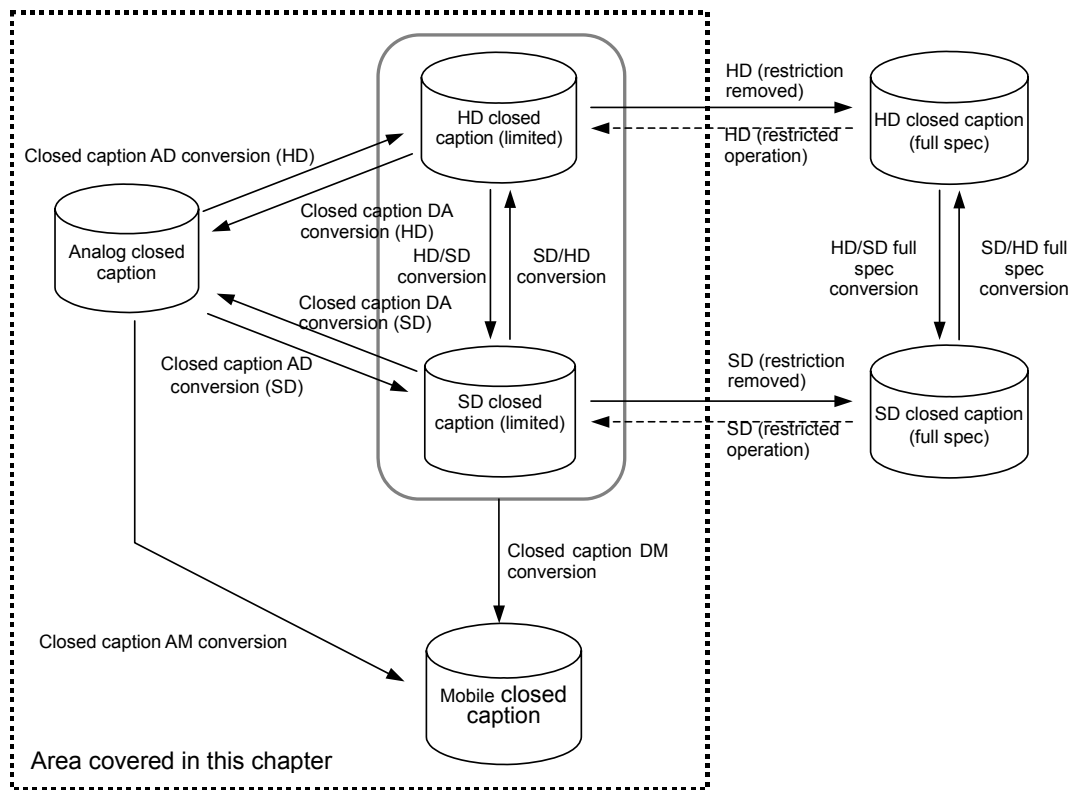 HD closed
caption (limited)
HD (restriction
removed)
HD (restricted
operation)
HD closed caption
(full spec)
Closed caption AD conversion (HD)
Closed caption DA
conversion (HD)
Analog closed
caption
HD/SD
conversion
SD/HD
conversion
HD/SD full
spec
conversion
SD/HD full
spec
conversion
Closed caption DA
conversion (SD)
Closed caption AD
conversion (SD)
SD closed
caption (limited)
SD (restriction
removed)
SD (restricted
operation)
SD closed caption
(full spec)
Closed caption DM
conversion
Closed caption AM conversion
Mobile closed
caption
Area covered in this chapter